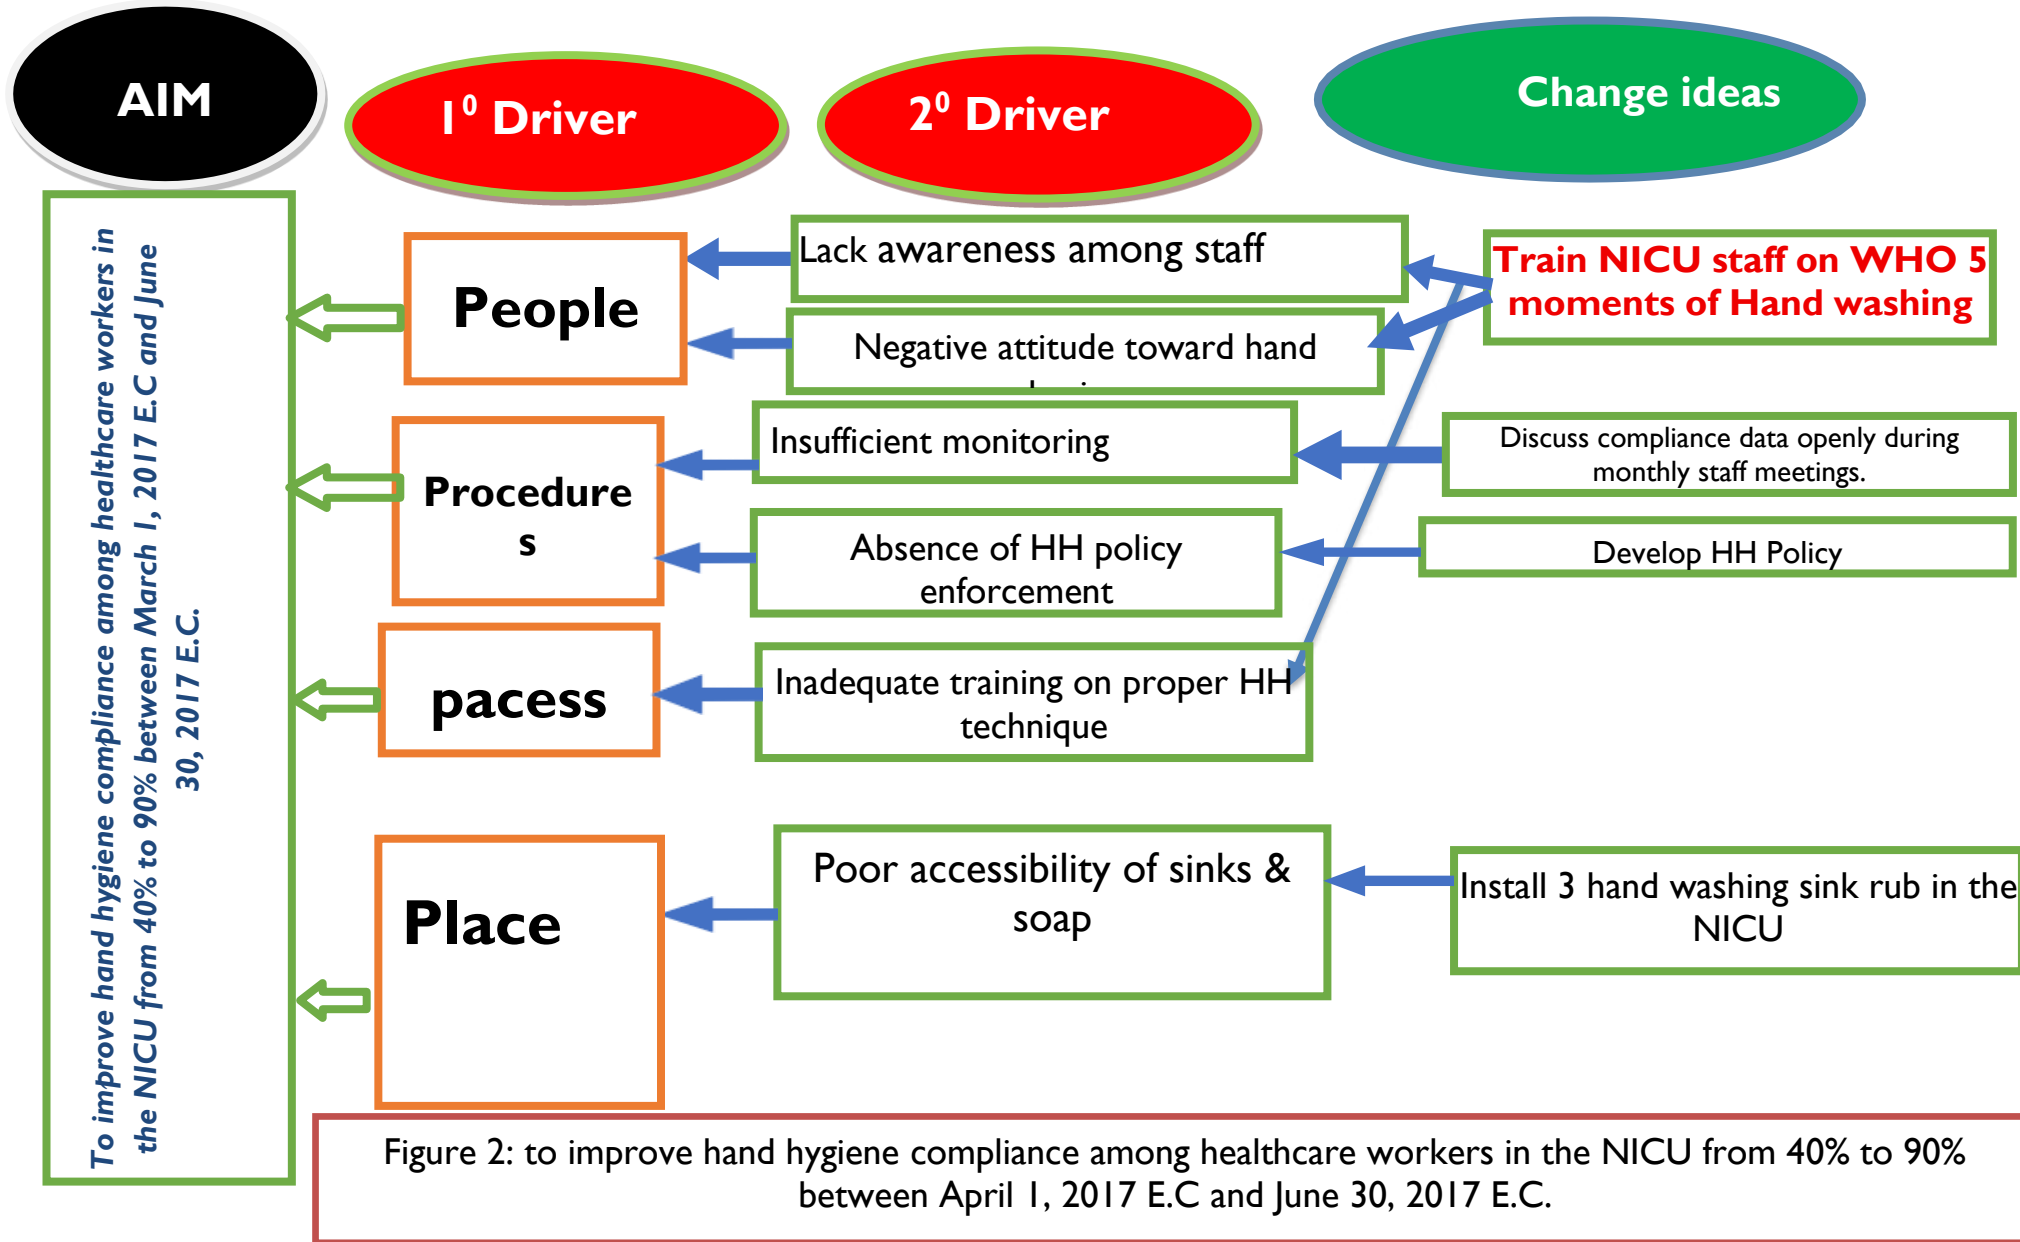 AIM
1⁰ Driver
2⁰ Driver
Change ideas
To improve hand hygiene compliance among healthcare workers in
the NICU from 40% to 90% between March 1, 2017 E.C and June
30, 2017 E.C.
People
Lack awareness among staff
Train NICU staff on WHO 5
moments of Hand washing
Negative attitude toward hand
Procedure
s
Insufficient monitoring
Discuss compliance data openly during
monthly staff meetings.
Absence of HH policy
enforcement
Develop HH Policy
pacess
Inadequate training on proper HH
technique
Place
Poor accessibility of sinks &
soap
Install 3 hand washing sink rub in the
NICU
Figure 2: to improve hand hygiene compliance among healthcare workers in the NICU from 40% to 90%
between April 1, 2017 E.C and June 30, 2017 E.C.